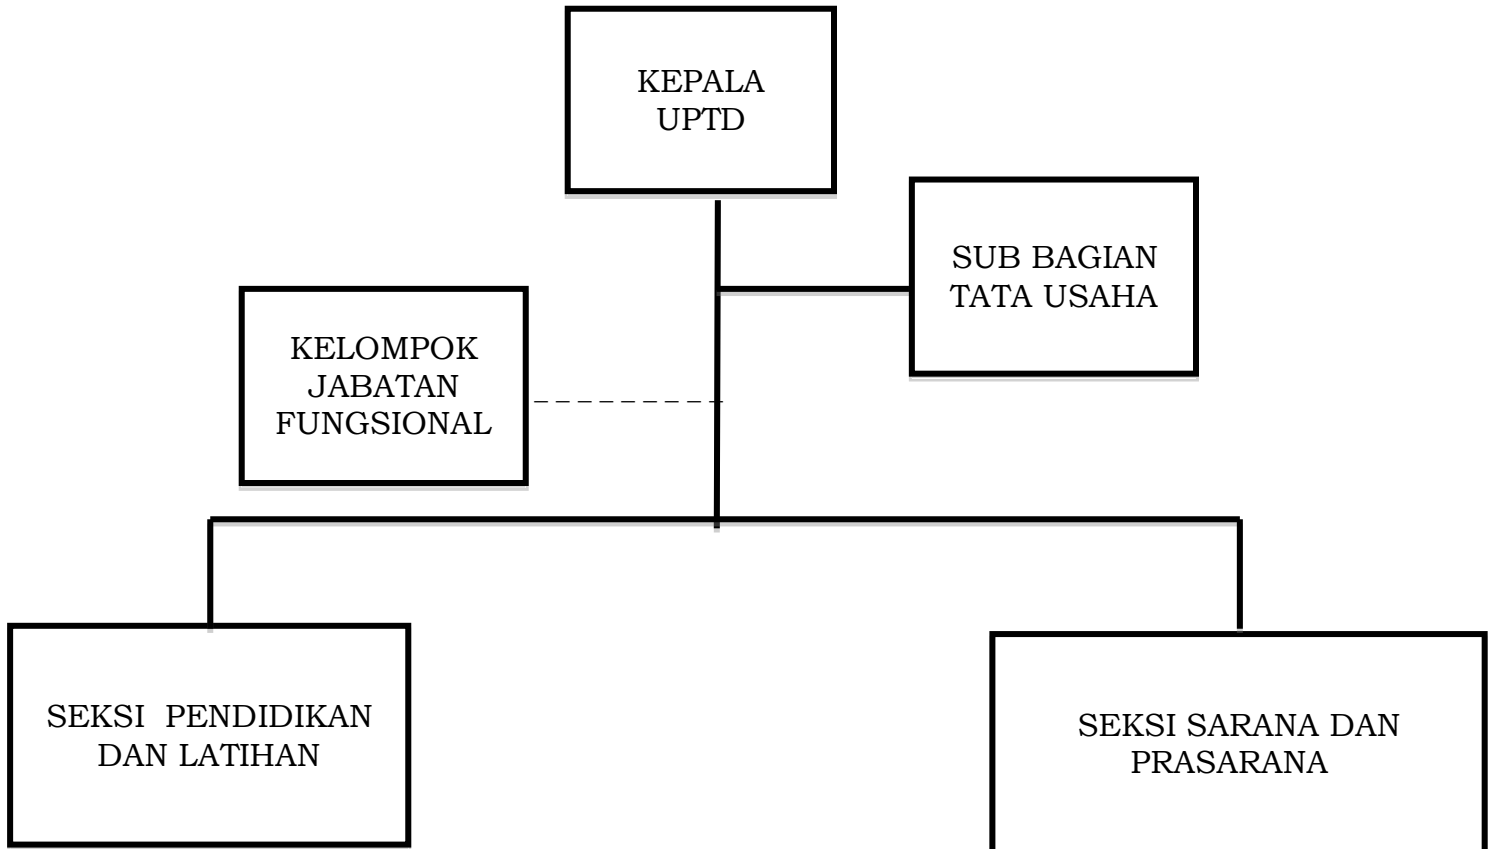 KEPALA
UPTD
SUB BAGIAN
TATA USAHA
KELOMPOK
JABATAN
FUNGSIONAL
SEKSI  PENDIDIKAN
DAN LATIHAN
SEKSI SARANA DAN
PRASARANA